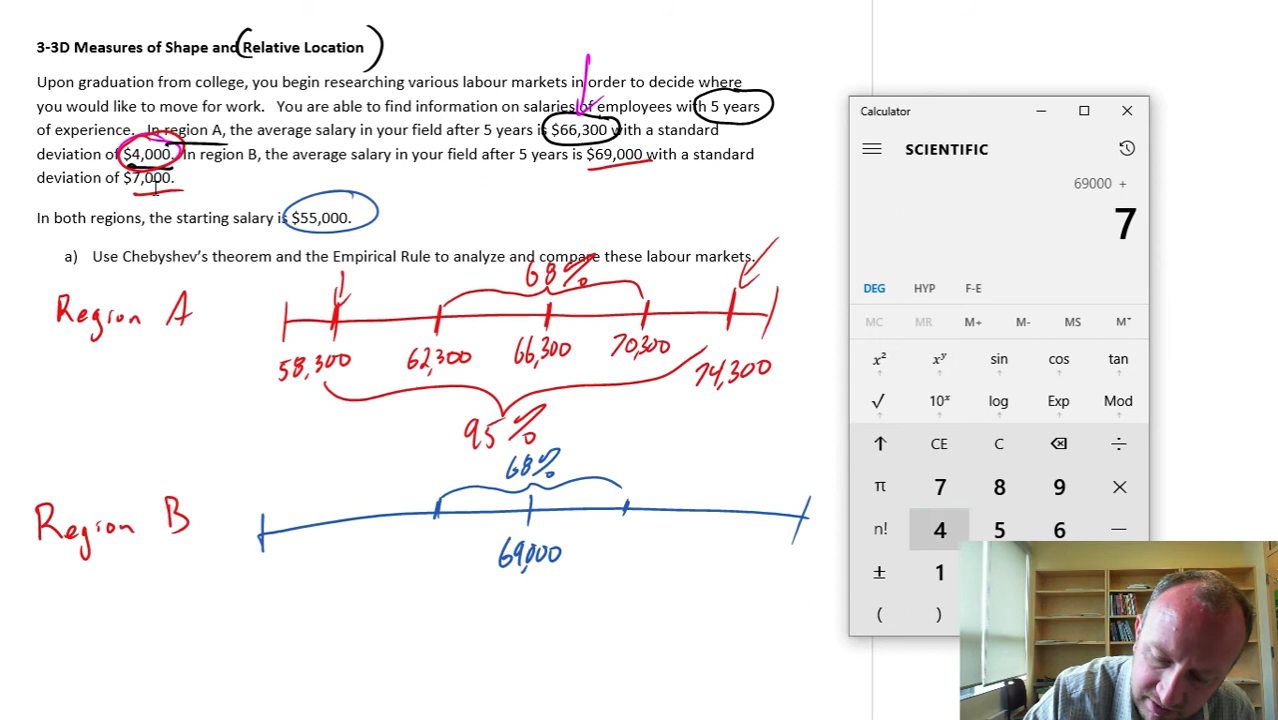 3-3D Measures of Shape and (Relative Location)
Upon graduation from college, you begin researching various labour markets in order to decide where
you would like to move for work. You are able to find information on salaries of employees with 5 years
of experience. In region A, the average salary in your field after 5 years is $66,300 with a standard
deviation of $4,000. In region B, the average salary in your field after 5 years is $69,000 with a standard
deviation of $7,000.
In both regions, the starting salary is $55,000.
a) Use Chebyshev's theorem and the Empirical Rule to analyze and compare these labour markets.
68%
Region A
58,300 62,300 66,300 70,300 74,300
95%
68%
Region B
69,000
Calculator
SCIENTIFIC
69000 +
7
DEG HYP F-E
MC MR M+ M- MS M˅
x² xʸ sin cos tan
√ 10ˣ log Exp Mod
↑ CE C ⌫ ÷
π 7 8 9 ×
n! 4 5 6 −
± 1
( )